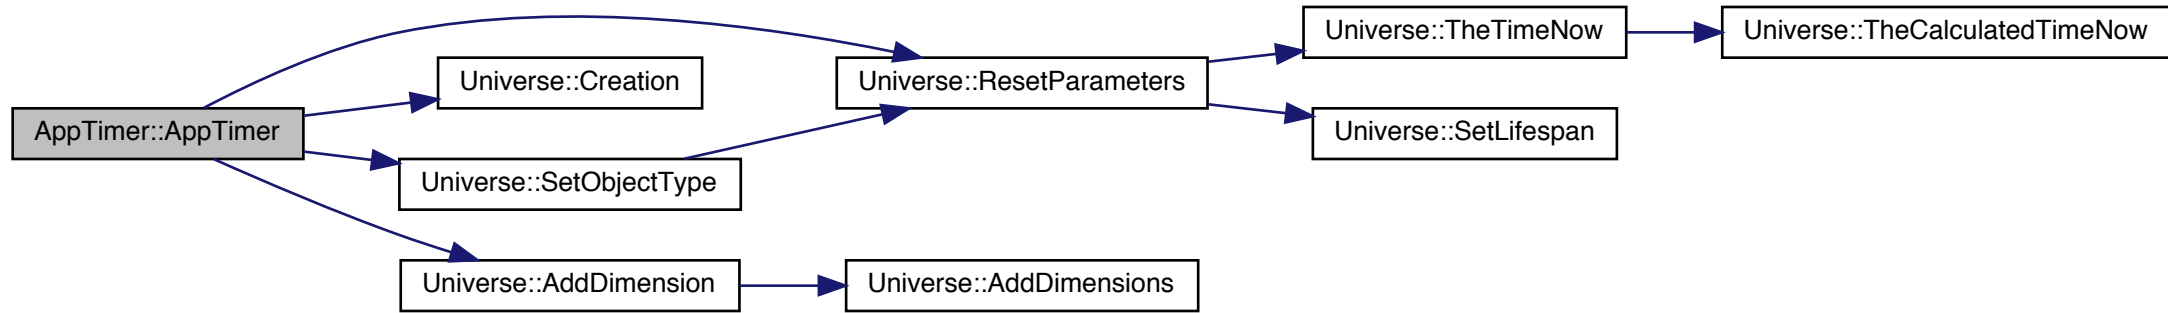 AppTimer::AppTimer
Universe::Creation
Universe::SetObjectType
Universe::AddDimension
Universe::ResetParameters
Universe::AddDimensions
Universe::TheTimeNow
Universe::SetLifespan
Universe::TheCalculatedTimeNow